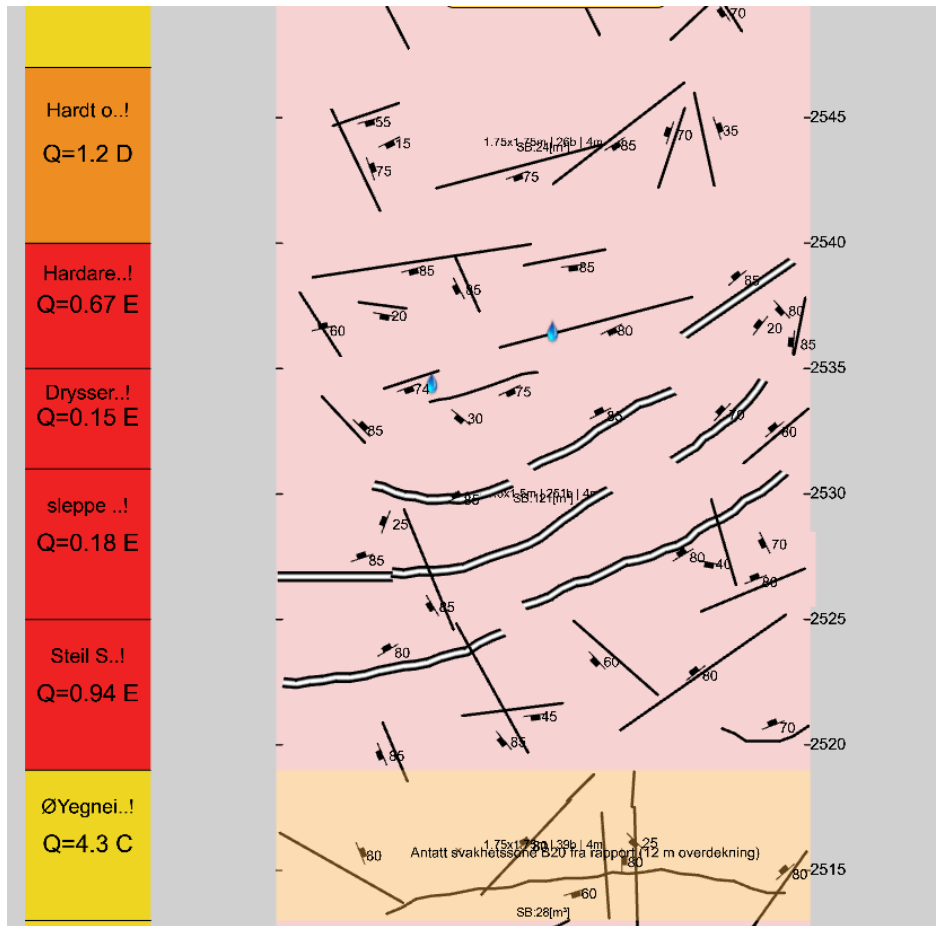 70
Hardt o..!
Q=1.2 D
55
15
75
1.75x1.75m | 26b | 4m
SB:24[m³]
85
75
70
35
2545
2540
Hardare..!
Q=0.67 E
85
85
85
85
60
20
80
80
20
85
2535
Drysser..!
Q=0.15 E
74
75
85
30
85
70
60
2530
sleppe ..!
Q=0.18 E
85
SB:121[m³]
25
85
80
40
70
80
85
2525
Steil S..!
Q=0.94 E
80
60
80
45
85
85
70
2520
ØYegnei..!
Q=4.3 C
80
80
1.75x1.75m | 39b | 4m
25
Antatt svakhetssone B20 fra rapport (12 m overdekning)
80
80
60
2515
SB:28[m³]